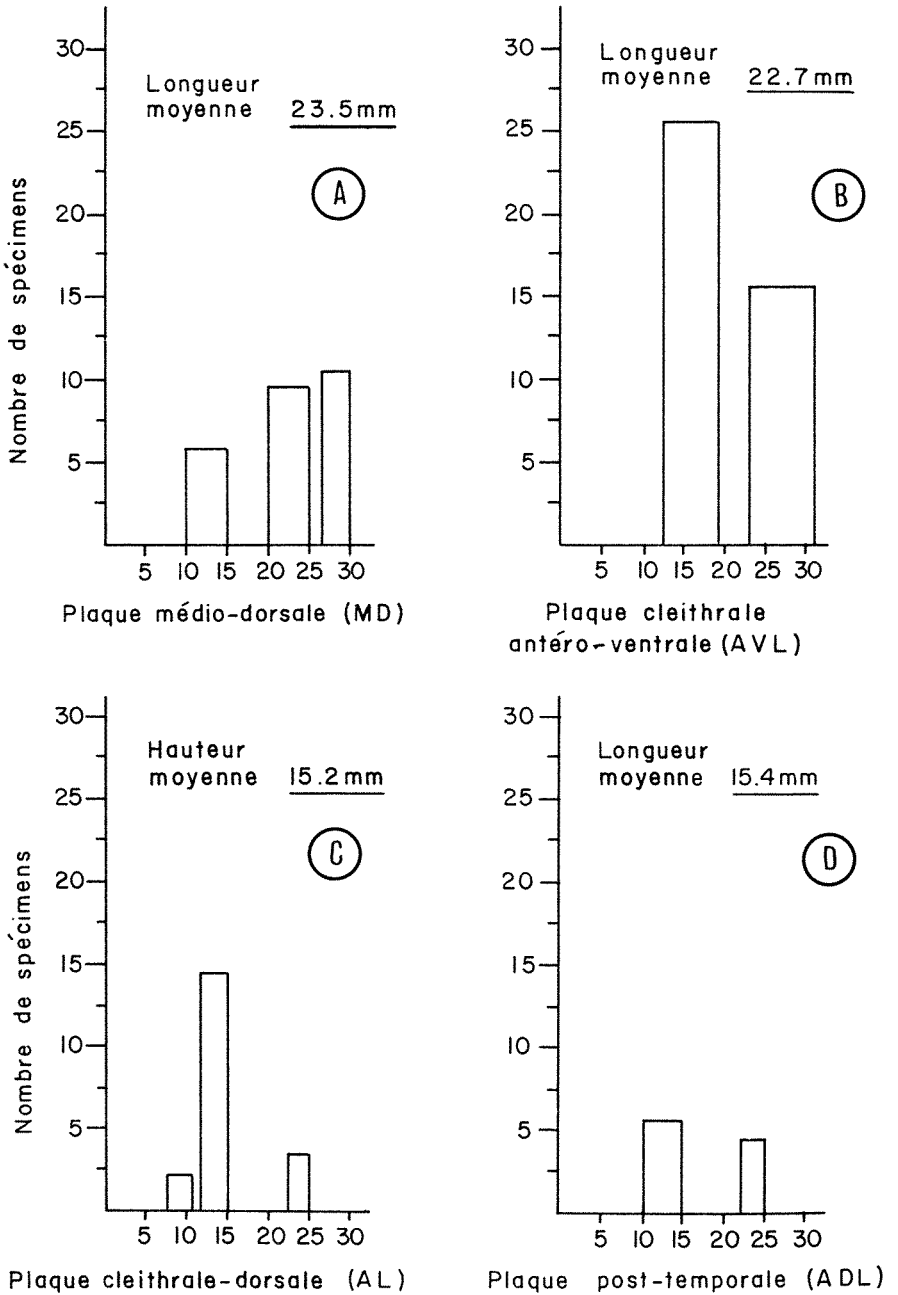 30
Longueur
moyenne 23.5mm
25
A
20
15
10
5
Nombre de spécimens
5 10 15 20 25 30
Plaque médio-dorsale (MD)
30
Longueur
moyenne 22.7mm
25
B
20
15
10
5
5 10 15 20 25 30
Plaque cleithrale
antéro-ventrale (AVL)
30
Hauteur
moyenne 15.2mm
25
C
20
15
10
5
Nombre de spécimens
5 10 15 20 25 30
Plaque cleithrale-dorsale (AL)
30
Longueur
moyenne 15.4mm
25
D
20
15
10
5
5 10 15 20 25 30
Plaque post-temporale (ADL)